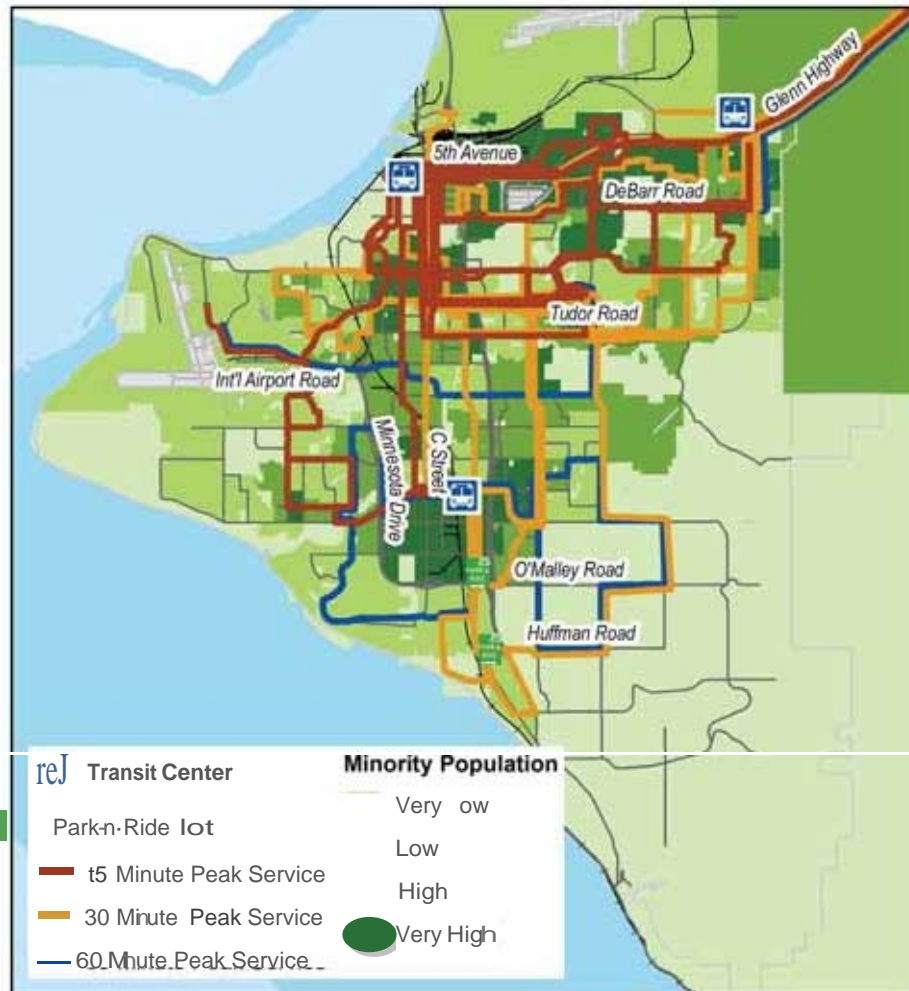 Glenn Highway
5th Avenue
DeBarr Road
Tudor Road
Int'l Airport Road
Minnesota Drive
C Street
O'Malley Road
Huffman Road
reJ Transit Center
Park-n·Ride lot
t5 Minute Peak Service
30 Minute Peak Service
60 Mnute Peak Service
Minority Population
Very ow
Low
High
Very High